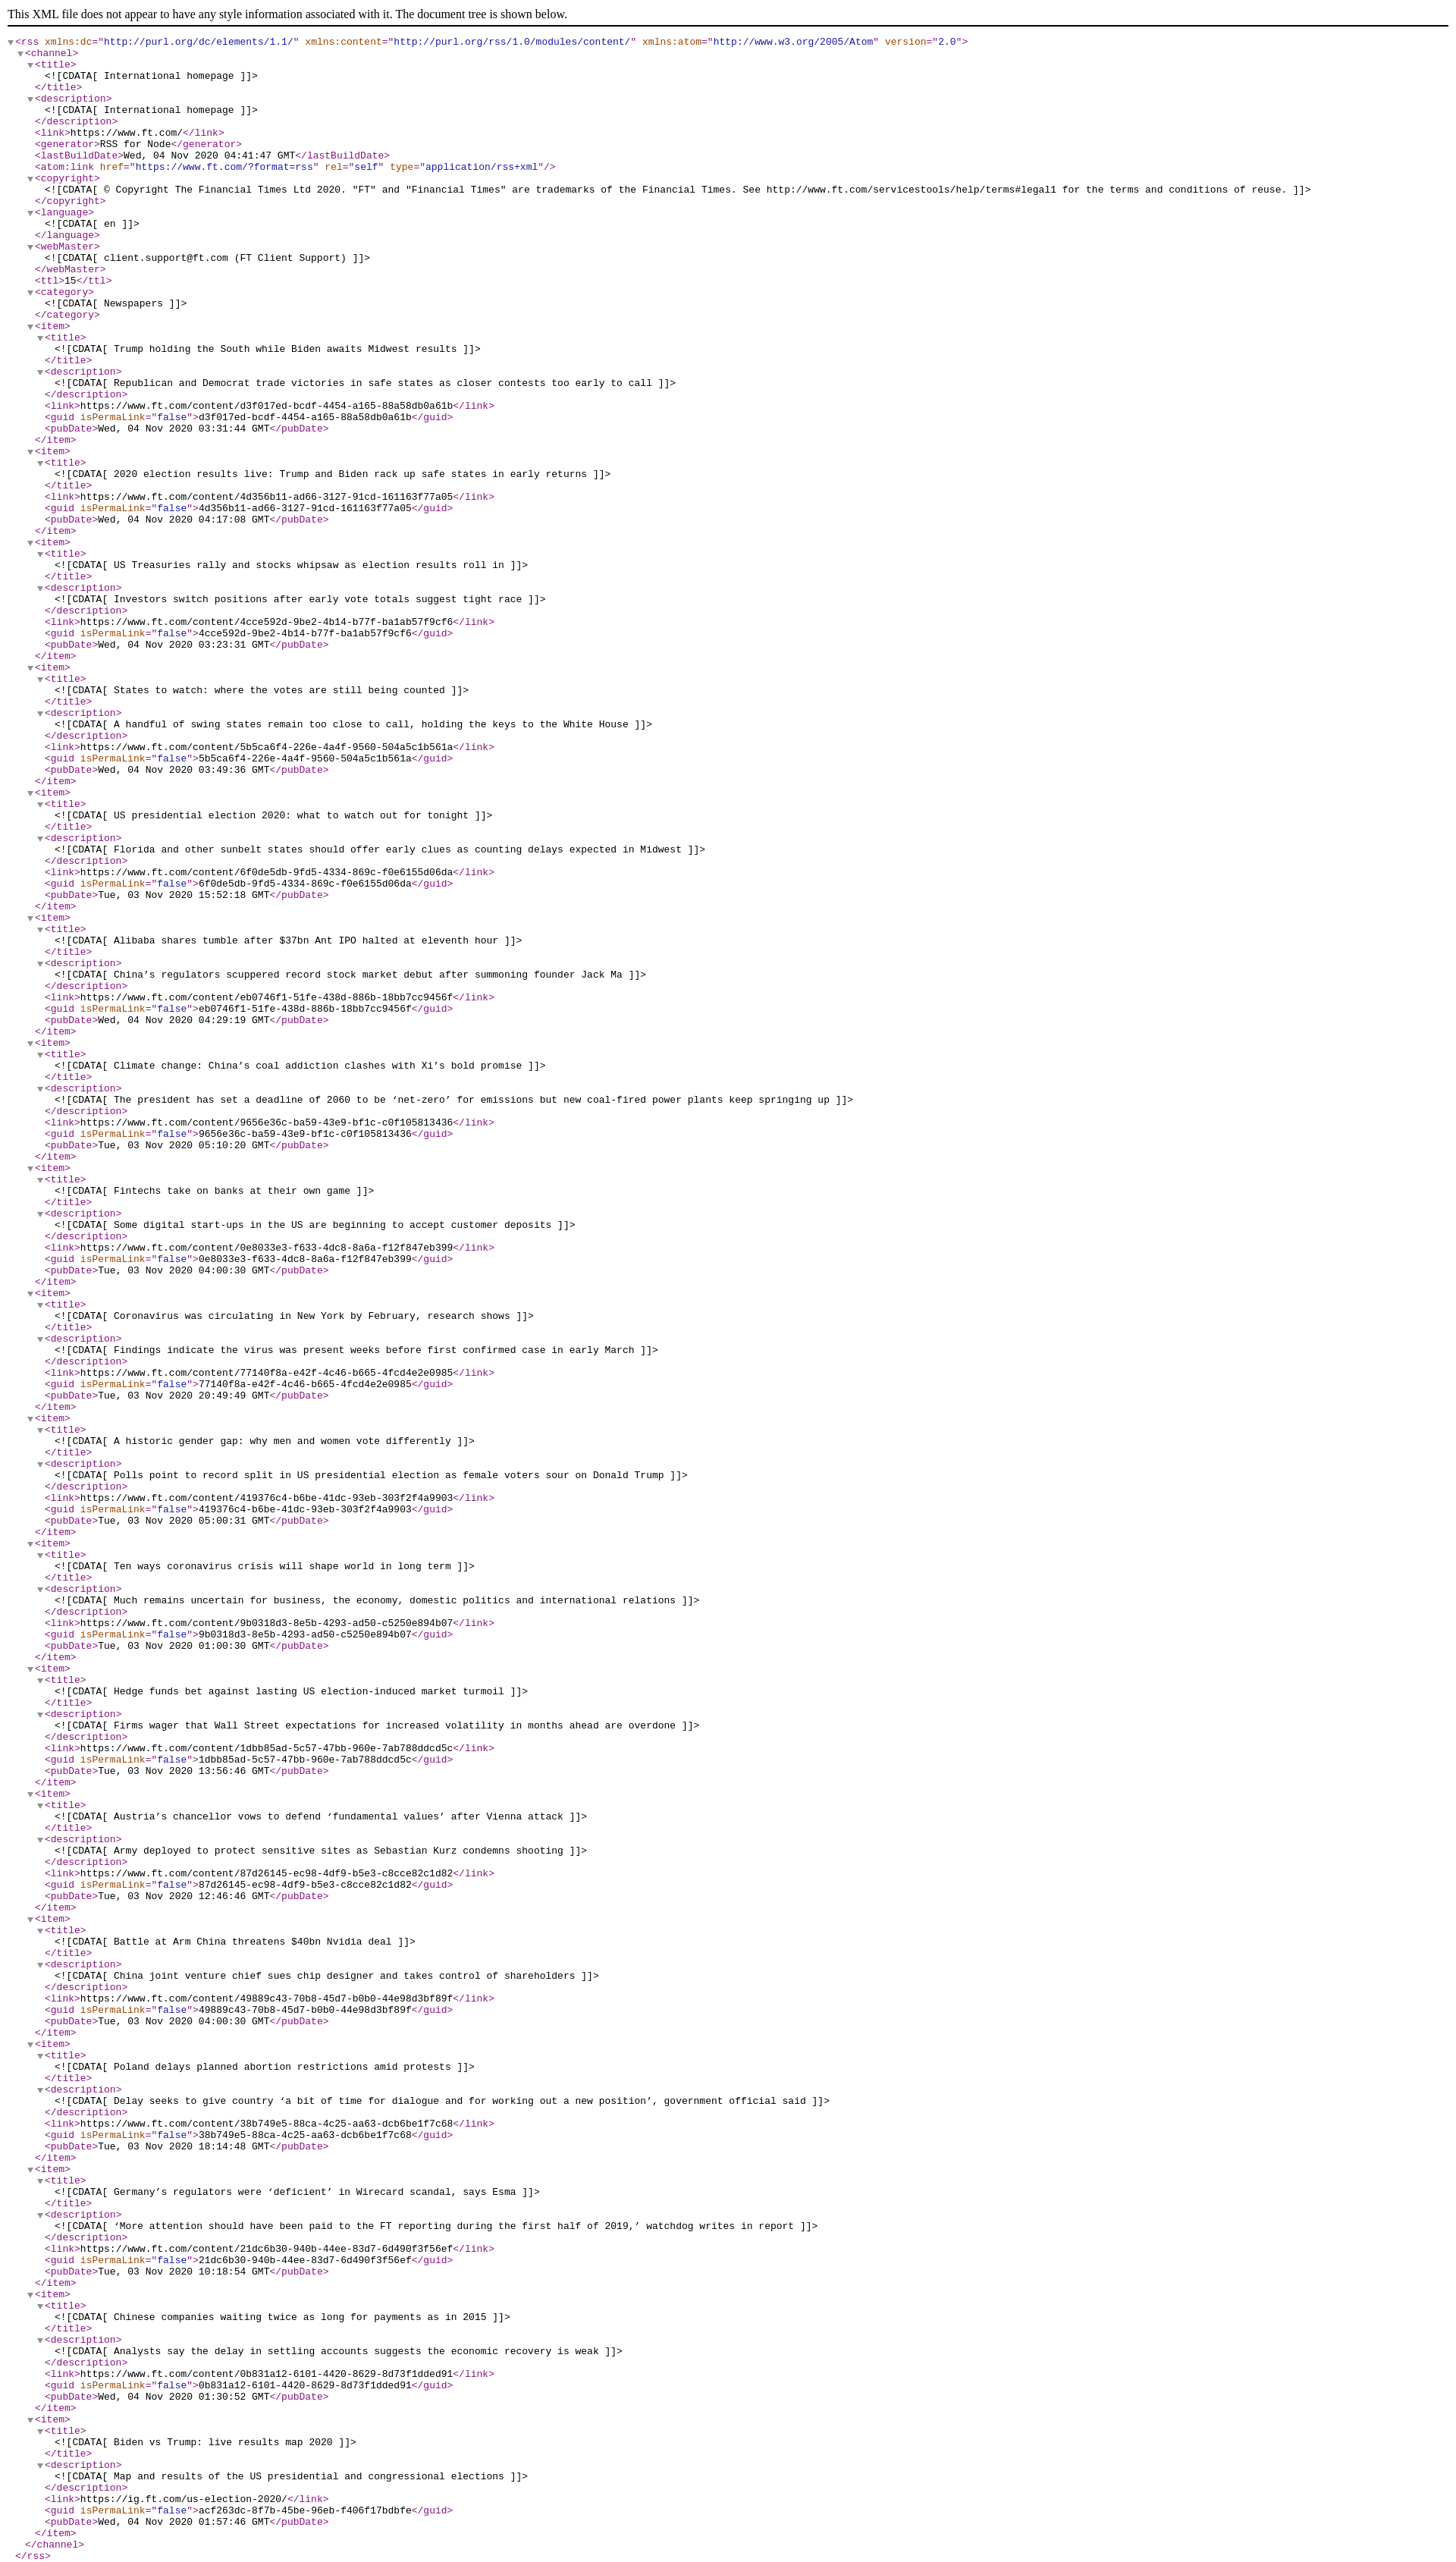 This XML file does not appear to have any style information associated with it. The document tree is shown below.
<rss xmlns:dc="http://purl.org/dc/elements/1.1/" xmlns:content="http://purl.org/rss/1.0/modules/content/" xmlns:atom="http://www.w3.org/2005/Atom" version="2.0">
<channel>
<title>
<![CDATA[ International homepage ]]>
</title>
<description>
<![CDATA[ International homepage ]]>
</description>
<link>https://www.ft.com/</link>
<generator>RSS for Node</generator>
<lastBuildDate>Wed, 04 Nov 2020 04:41:47 GMT</lastBuildDate>
<atom:link href="https://www.ft.com/?format=rss" rel="self" type="application/rss+xml"/>
<copyright>
<![CDATA[ © Copyright The Financial Times Ltd 2020. "FT" and "Financial Times" are trademarks of the Financial Times. See http://www.ft.com/servicestools/help/terms#legal1 for the terms and conditions of reuse. ]]>
</copyright>
<language>
<![CDATA[ en ]]>
</language>
<webMaster>
<![CDATA[ client.support@ft.com (FT Client Support) ]]>
</webMaster>
<ttl>15</ttl>
<category>
<![CDATA[ Newspapers ]]>
</category>
<item>
<title>
<![CDATA[ Trump holding the South while Biden awaits Midwest results ]]>
</title>
<description>
<![CDATA[ Republican and Democrat trade victories in safe states as closer contests too early to call ]]>
</description>
<link>https://www.ft.com/content/d3f017ed-bcdf-4454-a165-88a58db0a61b</link>
<guid isPermaLink="false">d3f017ed-bcdf-4454-a165-88a58db0a61b</guid>
<pubDate>Wed, 04 Nov 2020 03:31:44 GMT</pubDate>
</item>
<item>
<title>
<![CDATA[ 2020 election results live: Trump and Biden rack up safe states in early returns ]]>
</title>
<link>https://www.ft.com/content/4d356b11-ad66-3127-91cd-161163f77a05</link>
<guid isPermaLink="false">4d356b11-ad66-3127-91cd-161163f77a05</guid>
<pubDate>Wed, 04 Nov 2020 04:17:08 GMT</pubDate>
</item>
<item>
<title>
<![CDATA[ US Treasuries rally and stocks whipsaw as election results roll in ]]>
</title>
<description>
<![CDATA[ Investors switch positions after early vote totals suggest tight race ]]>
</description>
<link>https://www.ft.com/content/4cce592d-9be2-4b14-b77f-ba1ab57f9cf6</link>
<guid isPermaLink="false">4cce592d-9be2-4b14-b77f-ba1ab57f9cf6</guid>
<pubDate>Wed, 04 Nov 2020 03:23:31 GMT</pubDate>
</item>
<item>
<title>
<![CDATA[ States to watch: where the votes are still being counted ]]>
</title>
<description>
<![CDATA[ A handful of swing states remain too close to call, holding the keys to the White House ]]>
</description>
<link>https://www.ft.com/content/5b5ca6f4-226e-4a4f-9560-504a5c1b561a</link>
<guid isPermaLink="false">5b5ca6f4-226e-4a4f-9560-504a5c1b561a</guid>
<pubDate>Wed, 04 Nov 2020 03:49:36 GMT</pubDate>
</item>
<item>
<title>
<![CDATA[ US presidential election 2020: what to watch out for tonight ]]>
</title>
<description>
<![CDATA[ Florida and other sunbelt states should offer early clues as counting delays expected in Midwest ]]>
</description>
<link>https://www.ft.com/content/6f0de5db-9fd5-4334-869c-f0e6155d06da</link>
<guid isPermaLink="false">6f0de5db-9fd5-4334-869c-f0e6155d06da</guid>
<pubDate>Tue, 03 Nov 2020 15:52:18 GMT</pubDate>
</item>
<item>
<title>
<![CDATA[ Alibaba shares tumble after $37bn Ant IPO halted at eleventh hour ]]>
</title>
<description>
<![CDATA[ China’s regulators scuppered record stock market debut after summoning founder Jack Ma ]]>
</description>
<link>https://www.ft.com/content/eb0746f1-51fe-438d-886b-18bb7cc9456f</link>
<guid isPermaLink="false">eb0746f1-51fe-438d-886b-18bb7cc9456f</guid>
<pubDate>Wed, 04 Nov 2020 04:29:19 GMT</pubDate>
</item>
<item>
<title>
<![CDATA[ Climate change: China’s coal addiction clashes with Xi’s bold promise ]]>
</title>
<description>
<![CDATA[ The president has set a deadline of 2060 to be ‘net-zero’ for emissions but new coal-fired power plants keep springing up ]]>
</description>
<link>https://www.ft.com/content/9656e36c-ba59-43e9-bf1c-c0f105813436</link>
<guid isPermaLink="false">9656e36c-ba59-43e9-bf1c-c0f105813436</guid>
<pubDate>Tue, 03 Nov 2020 05:10:20 GMT</pubDate>
</item>
<item>
<title>
<![CDATA[ Fintechs take on banks at their own game ]]>
</title>
<description>
<![CDATA[ Some digital start-ups in the US are beginning to accept customer deposits ]]>
</description>
<link>https://www.ft.com/content/0e8033e3-f633-4dc8-8a6a-f12f847eb399</link>
<guid isPermaLink="false">0e8033e3-f633-4dc8-8a6a-f12f847eb399</guid>
<pubDate>Tue, 03 Nov 2020 04:00:30 GMT</pubDate>
</item>
<item>
<title>
<![CDATA[ Coronavirus was circulating in New York by February, research shows ]]>
</title>
<description>
<![CDATA[ Findings indicate the virus was present weeks before first confirmed case in early March ]]>
</description>
<link>https://www.ft.com/content/77140f8a-e42f-4c46-b665-4fcd4e2e0985</link>
<guid isPermaLink="false">77140f8a-e42f-4c46-b665-4fcd4e2e0985</guid>
<pubDate>Tue, 03 Nov 2020 20:49:49 GMT</pubDate>
</item>
<item>
<title>
<![CDATA[ A historic gender gap: why men and women vote differently ]]>
</title>
<description>
<![CDATA[ Polls point to record split in US presidential election as female voters sour on Donald Trump ]]>
</description>
<link>https://www.ft.com/content/419376c4-b6be-41dc-93eb-303f2f4a9903</link>
<guid isPermaLink="false">419376c4-b6be-41dc-93eb-303f2f4a9903</guid>
<pubDate>Tue, 03 Nov 2020 05:00:31 GMT</pubDate>
</item>
<item>
<title>
<![CDATA[ Ten ways coronavirus crisis will shape world in long term ]]>
</title>
<description>
<![CDATA[ Much remains uncertain for business, the economy, domestic politics and international relations ]]>
</description>
<link>https://www.ft.com/content/9b0318d3-8e5b-4293-ad50-c5250e894b07</link>
<guid isPermaLink="false">9b0318d3-8e5b-4293-ad50-c5250e894b07</guid>
<pubDate>Tue, 03 Nov 2020 01:00:30 GMT</pubDate>
</item>
<item>
<title>
<![CDATA[ Hedge funds bet against lasting US election-induced market turmoil ]]>
</title>
<description>
<![CDATA[ Firms wager that Wall Street expectations for increased volatility in months ahead are overdone ]]>
</description>
<link>https://www.ft.com/content/1dbb85ad-5c57-47bb-960e-7ab788ddcd5c</link>
<guid isPermaLink="false">1dbb85ad-5c57-47bb-960e-7ab788ddcd5c</guid>
<pubDate>Tue, 03 Nov 2020 13:56:46 GMT</pubDate>
</item>
<item>
<title>
<![CDATA[ Austria’s chancellor vows to defend ‘fundamental values’ after Vienna attack ]]>
</title>
<description>
<![CDATA[ Army deployed to protect sensitive sites as Sebastian Kurz condemns shooting ]]>
</description>
<link>https://www.ft.com/content/87d26145-ec98-4df9-b5e3-c8cce82c1d82</link>
<guid isPermaLink="false">87d26145-ec98-4df9-b5e3-c8cce82c1d82</guid>
<pubDate>Tue, 03 Nov 2020 12:46:46 GMT</pubDate>
</item>
<item>
<title>
<![CDATA[ Battle at Arm China threatens $40bn Nvidia deal ]]>
</title>
<description>
<![CDATA[ China joint venture chief sues chip designer and takes control of shareholders ]]>
</description>
<link>https://www.ft.com/content/49889c43-70b8-45d7-b0b0-44e98d3bf89f</link>
<guid isPermaLink="false">49889c43-70b8-45d7-b0b0-44e98d3bf89f</guid>
<pubDate>Tue, 03 Nov 2020 04:00:30 GMT</pubDate>
</item>
<item>
<title>
<![CDATA[ Poland delays planned abortion restrictions amid protests ]]>
</title>
<description>
<![CDATA[ Delay seeks to give country ‘a bit of time for dialogue and for working out a new position’, government official said ]]>
</description>
<link>https://www.ft.com/content/38b749e5-88ca-4c25-aa63-dcb6be1f7c68</link>
<guid isPermaLink="false">38b749e5-88ca-4c25-aa63-dcb6be1f7c68</guid>
<pubDate>Tue, 03 Nov 2020 18:14:48 GMT</pubDate>
</item>
<item>
<title>
<![CDATA[ Germany’s regulators were ‘deficient’ in Wirecard scandal, says Esma ]]>
</title>
<description>
<![CDATA[ ‘More attention should have been paid to the FT reporting during the first half of 2019,’ watchdog writes in report ]]>
</description>
<link>https://www.ft.com/content/21dc6b30-940b-44ee-83d7-6d490f3f56ef</link>
<guid isPermaLink="false">21dc6b30-940b-44ee-83d7-6d490f3f56ef</guid>
<pubDate>Tue, 03 Nov 2020 10:18:54 GMT</pubDate>
</item>
<item>
<title>
<![CDATA[ Chinese companies waiting twice as long for payments as in 2015 ]]>
</title>
<description>
<![CDATA[ Analysts say the delay in settling accounts suggests the economic recovery is weak ]]>
</description>
<link>https://www.ft.com/content/0b831a12-6101-4420-8629-8d73f1dded91</link>
<guid isPermaLink="false">0b831a12-6101-4420-8629-8d73f1dded91</guid>
<pubDate>Wed, 04 Nov 2020 01:30:52 GMT</pubDate>
</item>
<item>
<title>
<![CDATA[ Biden vs Trump: live results map 2020 ]]>
</title>
<description>
<![CDATA[ Map and results of the US presidential and congressional elections ]]>
</description>
<link>https://ig.ft.com/us-election-2020/</link>
<guid isPermaLink="false">acf263dc-8f7b-45be-96eb-f406f17bdbfe</guid>
<pubDate>Wed, 04 Nov 2020 01:57:46 GMT</pubDate>
</item>
</channel>
</rss>